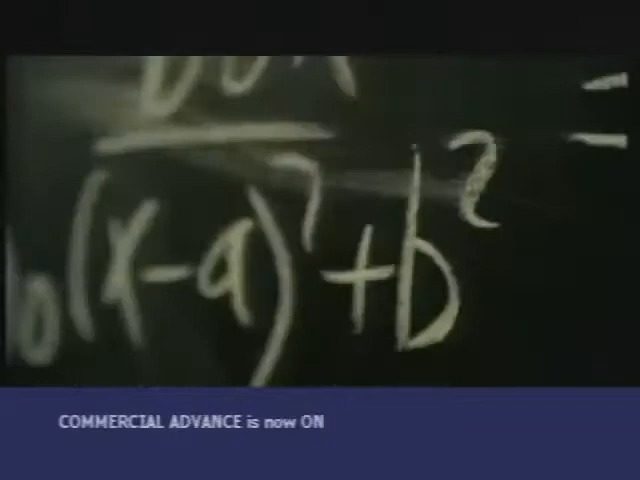 =
(x-a)² + b²
COMMERCIAL ADVANCE is now ON